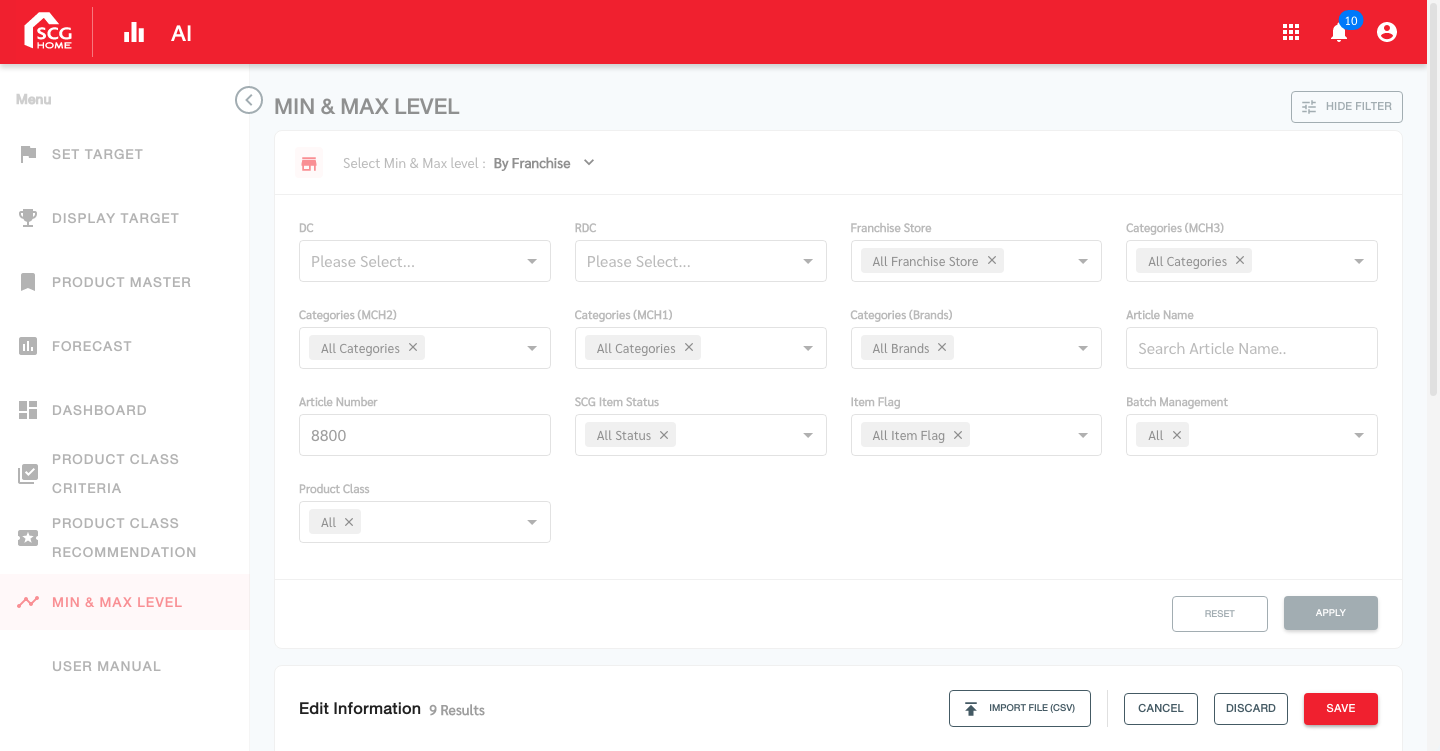 SCG
HOME
AI
10
Menu
MIN & MAX LEVEL
HIDE FILTER
SET TARGET
DISPLAY TARGET
PRODUCT MASTER
FORECAST
DASHBOARD
PRODUCT CLASS
CRITERIA
PRODUCT CLASS
RECOMMENDATION
MIN & MAX LEVEL
USER MANUAL
Select Min & Max level : By Franchise
DC
RDC
Franchise Store
Categories (MCH3)
Please Select...
Please Select...
All Franchise Store
All Categories
Categories (MCH2)
Categories (MCH1)
Categories (Brands)
Article Name
All Categories
All Categories
All Brands
Search Article Name..
Article Number
SCG Item Status
Item Flag
Batch Management
8800
All Status
All Item Flag
All
Product Class
All
RESET
APPLY
Edit Information 9 Results
IMPORT FILE (CSV)
CANCEL
DISCARD
SAVE